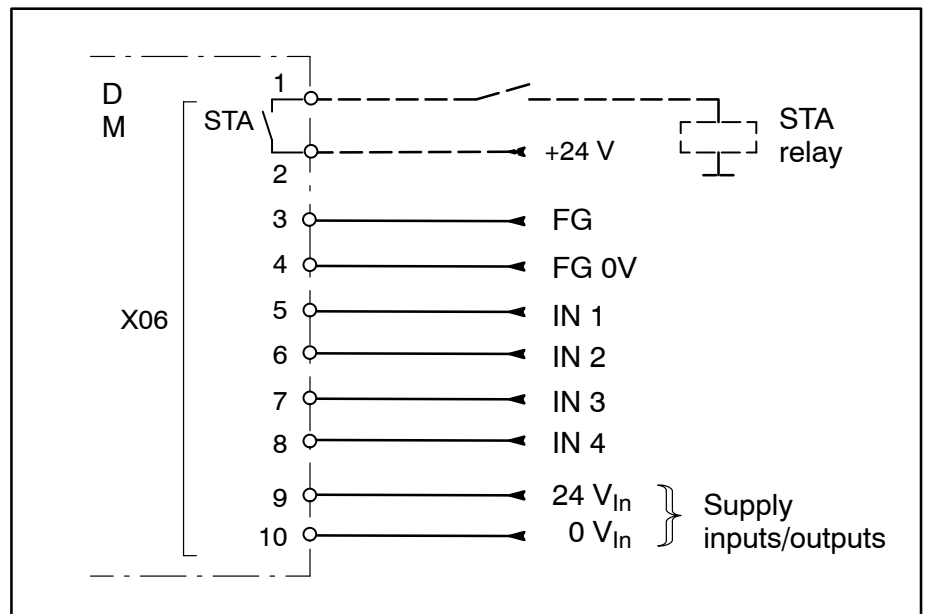 D
M
X06
STA
1
2
+24 V
STA
relay
3 FG
4 FG 0V
5 IN 1
6 IN 2
7 IN 3
8 IN 4
9 24 VIn
10 0 VIn
Supply
inputs/outputs